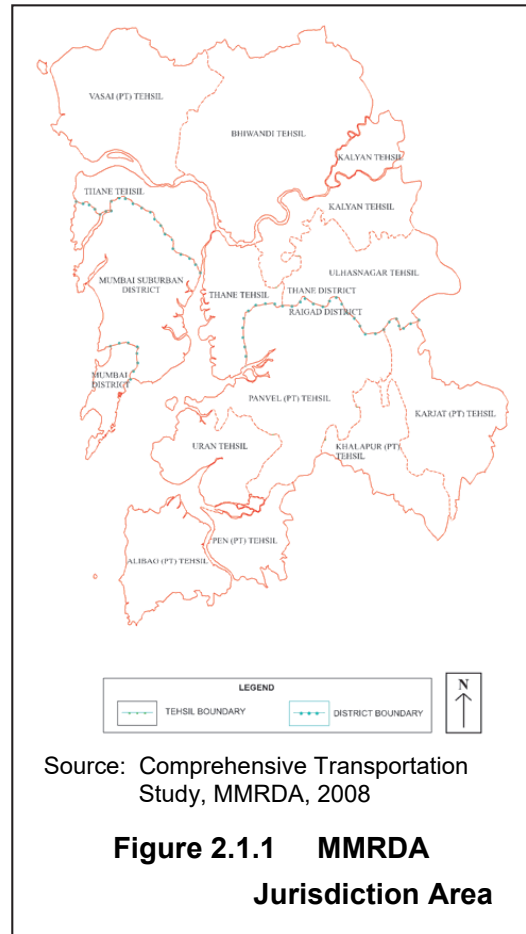 VASAI (PT) TEHSIL
BHIWANDI TEHSIL
KALYAN TEHSIL
THANE TEHSIL
KALYAN TEHSIL
ULHASNAGAR TEHSIL
MUMBAI SUBURBAN
DISTRICT
THANE TEHSIL
THANE DISTRICT
RAIGAD DISTRICT
MUMBAI
DISTRICT
PANVEL (PT) TEHSIL
KARJAT (PT) TEHSIL
URAN TEHSIL
KHALAPUR (PT)
TEHSIL
PEN (PT) TEHSIL
ALIBAO (PT) TEHSIL
LEGEND
TEHSIL BOUNDARY
DISTRICT BOUNDARY
N
Source: Comprehensive Transportation
Study, MMRDA, 2008
Figure 2.1.1 MMRDA
Jurisdiction Area